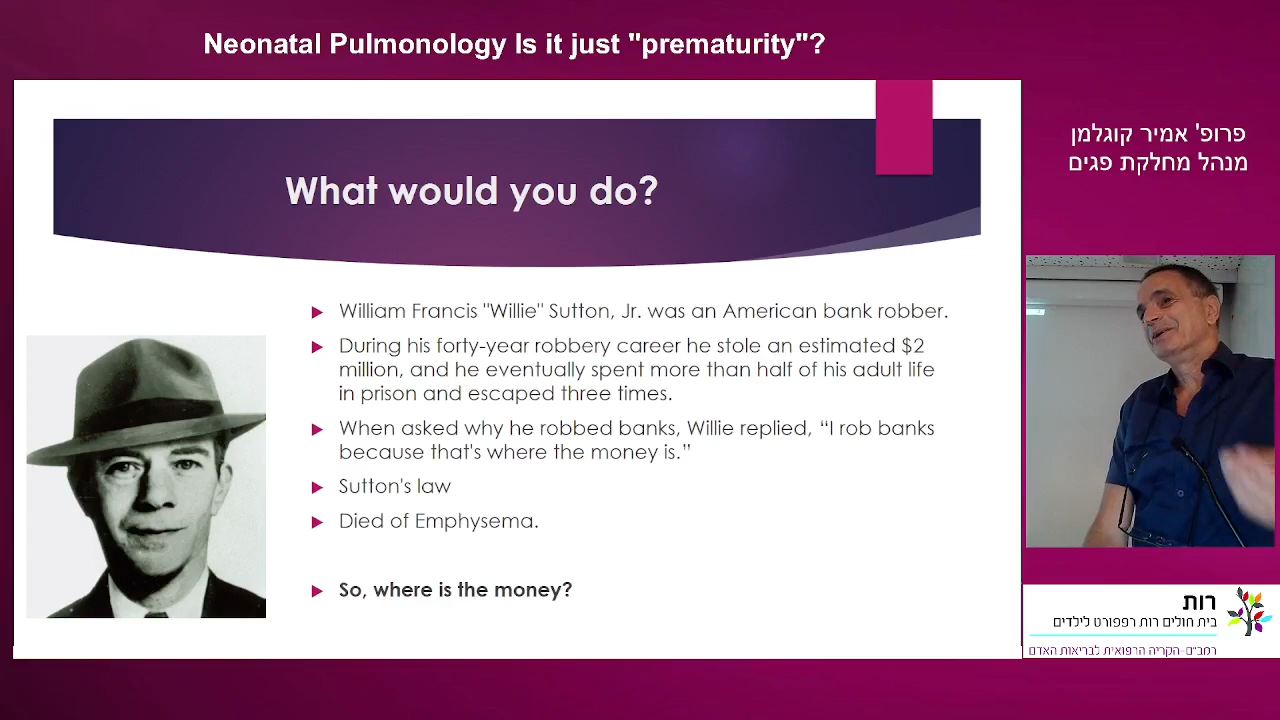 Neonatal Pulmonology Is it just "prematurity"?
What would you do?
William Francis "Willie" Sutton, Jr. was an American bank robber.
During his forty-year robbery career he stole an estimated $2
million, and he eventually spent more than half of his adult life
in prison and escaped three times.
When asked why he robbed banks, Willie replied, “I rob banks
because that's where the money is.”
Sutton's law
Died of Emphysema.
So, where is the money?
פרופ' אמיר קוגלמן
מנהל מחלקת פגים
רות
בית חולים רות רפפורט לילדים
רמב"ם-הקריה הרפואית לבריאות האדם